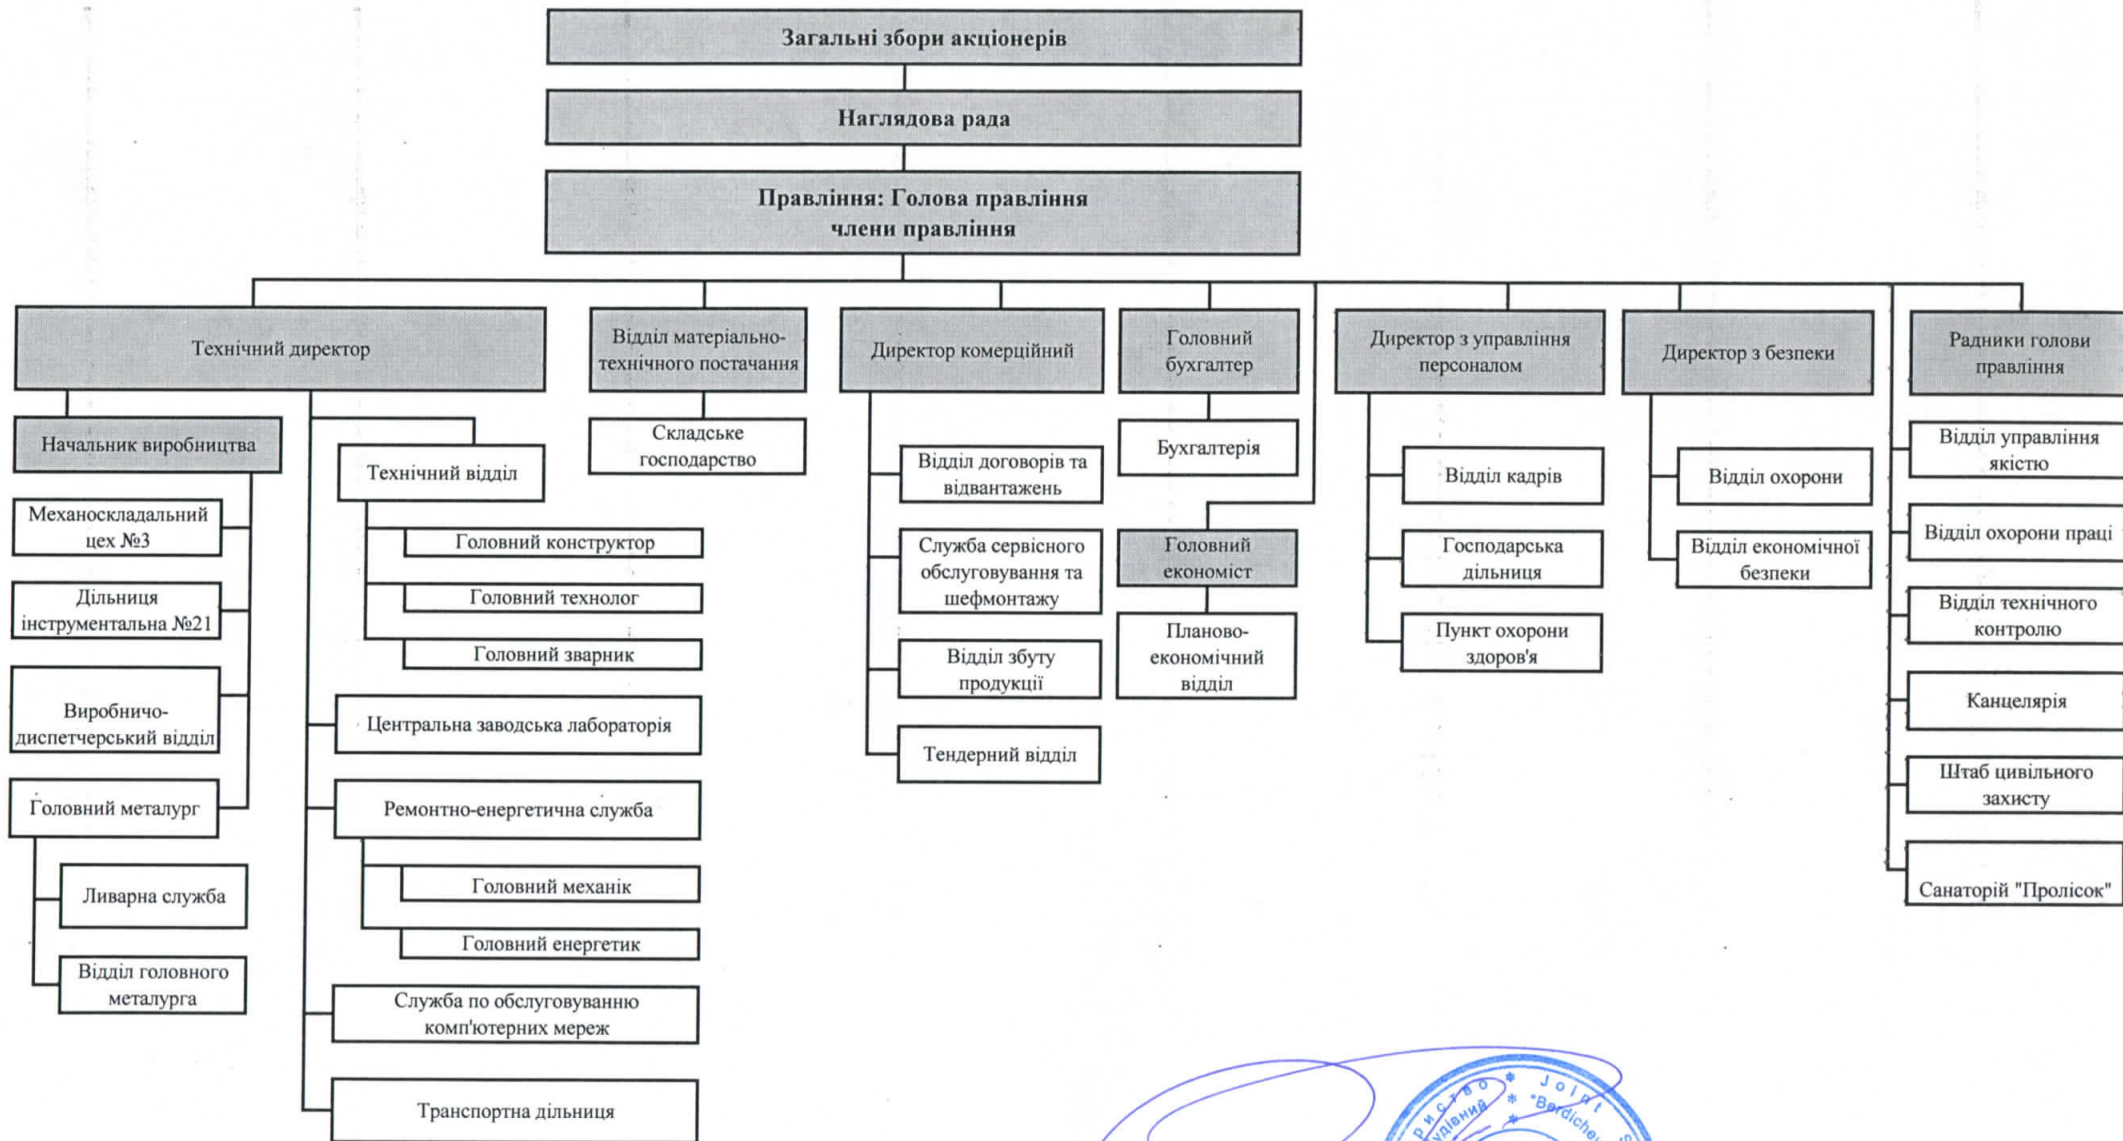 Загальні збори акціонерів
Наглядова рада
Правління: Голова правління
члени правління
Технічний директор
Відділ матеріально-
технічного постачання
Директор комерційний
Головний
бухгалтер
Директор з управління
персоналом
Директор з безпеки
Радники голови
правління
Начальник виробництва
Механоскладальний
цех №3
Дільниця
інструментальна №21
Виробничо-
диспетчерський відділ
Головний металург
Ливарна служба
Відділ головного
металурга
Технічний відділ
Головний конструктор
Головний технолог
Головний зварник
Центральна заводська лабораторія
Ремонтно-енергетична служба
Головний механік
Головний енергетик
Служба по обслуговуванню
комп'ютерних мереж
Транспортна дільниця
Складське
господарство
Відділ договорів та
відвантажень
Служба сервісного
обслуговування та
шефмонтажу
Відділ збуту
продукції
Тендерний відділ
Бухгалтерія
Головний
економіст
Планово-
економічний
відділ
Відділ кадрів
Господарська
дільниця
Пункт охорони
здоров'я
Відділ охорони
Відділ економічної
безпеки
Відділ управління
якістю
Відділ охорони праці
Відділ технічного
контролю
Канцелярія
Штаб цивільного
захисту
Санаторій "Пролісок"
Joint